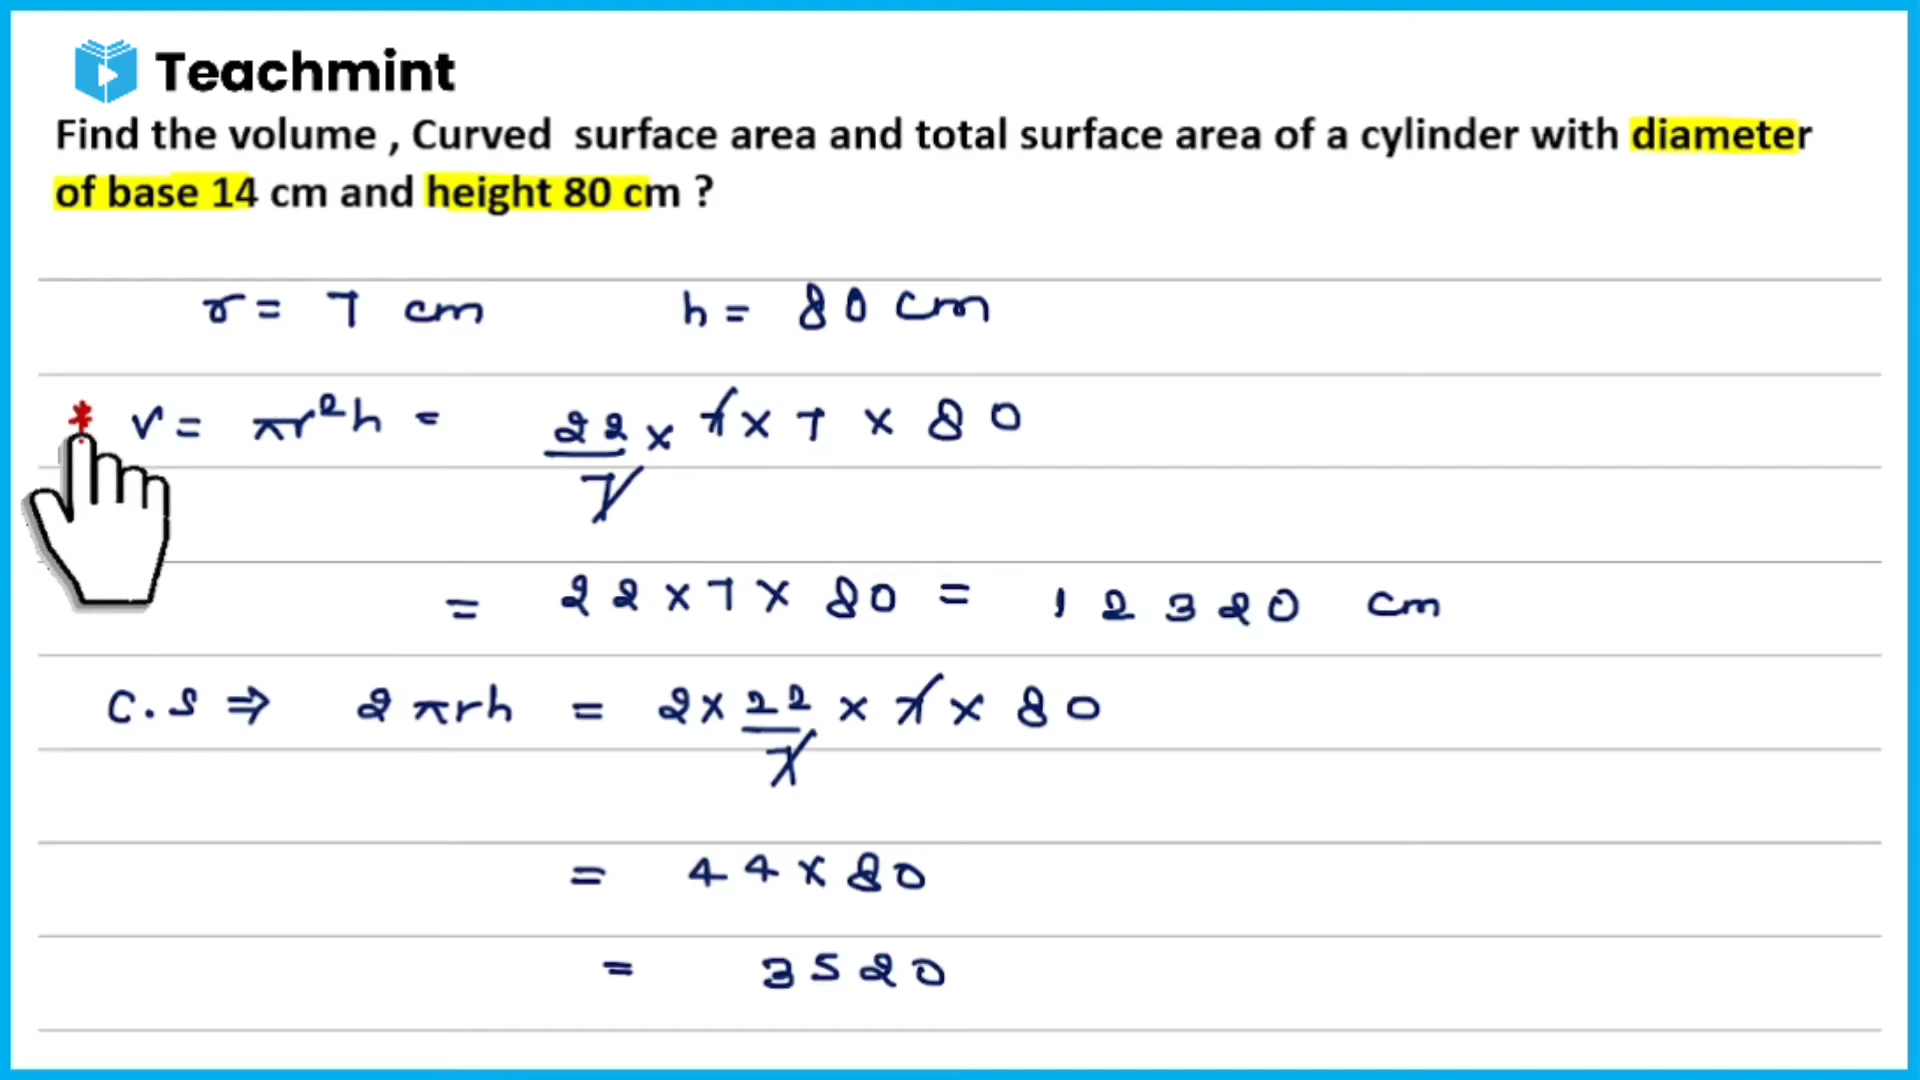 Teachmint
Find the volume , Curved surface area and total surface area of a cylinder with diameter
of base 14 cm and height 80 cm ?
r = 7 cm h = 80 cm
* V = πr²h = 22/7 × 7 × 7 × 80
= 22 × 7 × 80 = 12320 cm
C.S ⇒ 2πrh = 2 × 22/7 × 7 × 80
= 44 × 80
= 3520